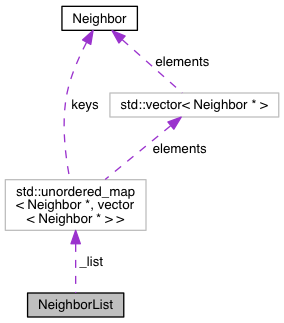 Neighbor
elements
keys
std::vector< Neighbor * >
elements
std::unordered_map
< Neighbor *, vector
< Neighbor * > >
_list
NeighborList